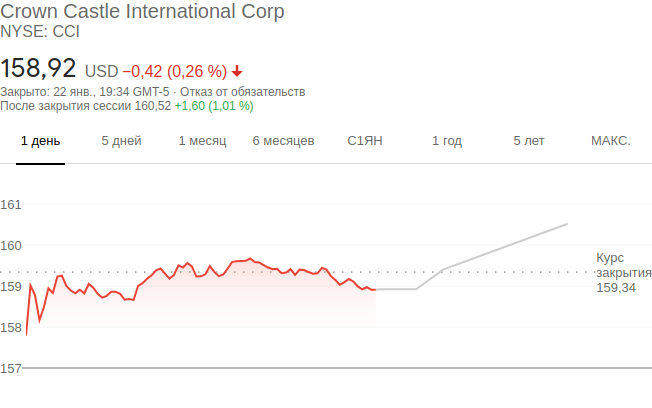 Crown Castle International Corp
NYSE: CCI
158,92 USD −0,42 (0,26 %)
Закрыто: 22 янв., 19:34 GMT-5 · Отказ от обязательств
После закрытия сессии 160,52 +1,60 (1,01 %)
1 день 5 дней 1 месяц 6 месяцев С1ЯН 1 год 5 лет МАКС.
161
160
159
158
157
Курс
закрытия
159,34